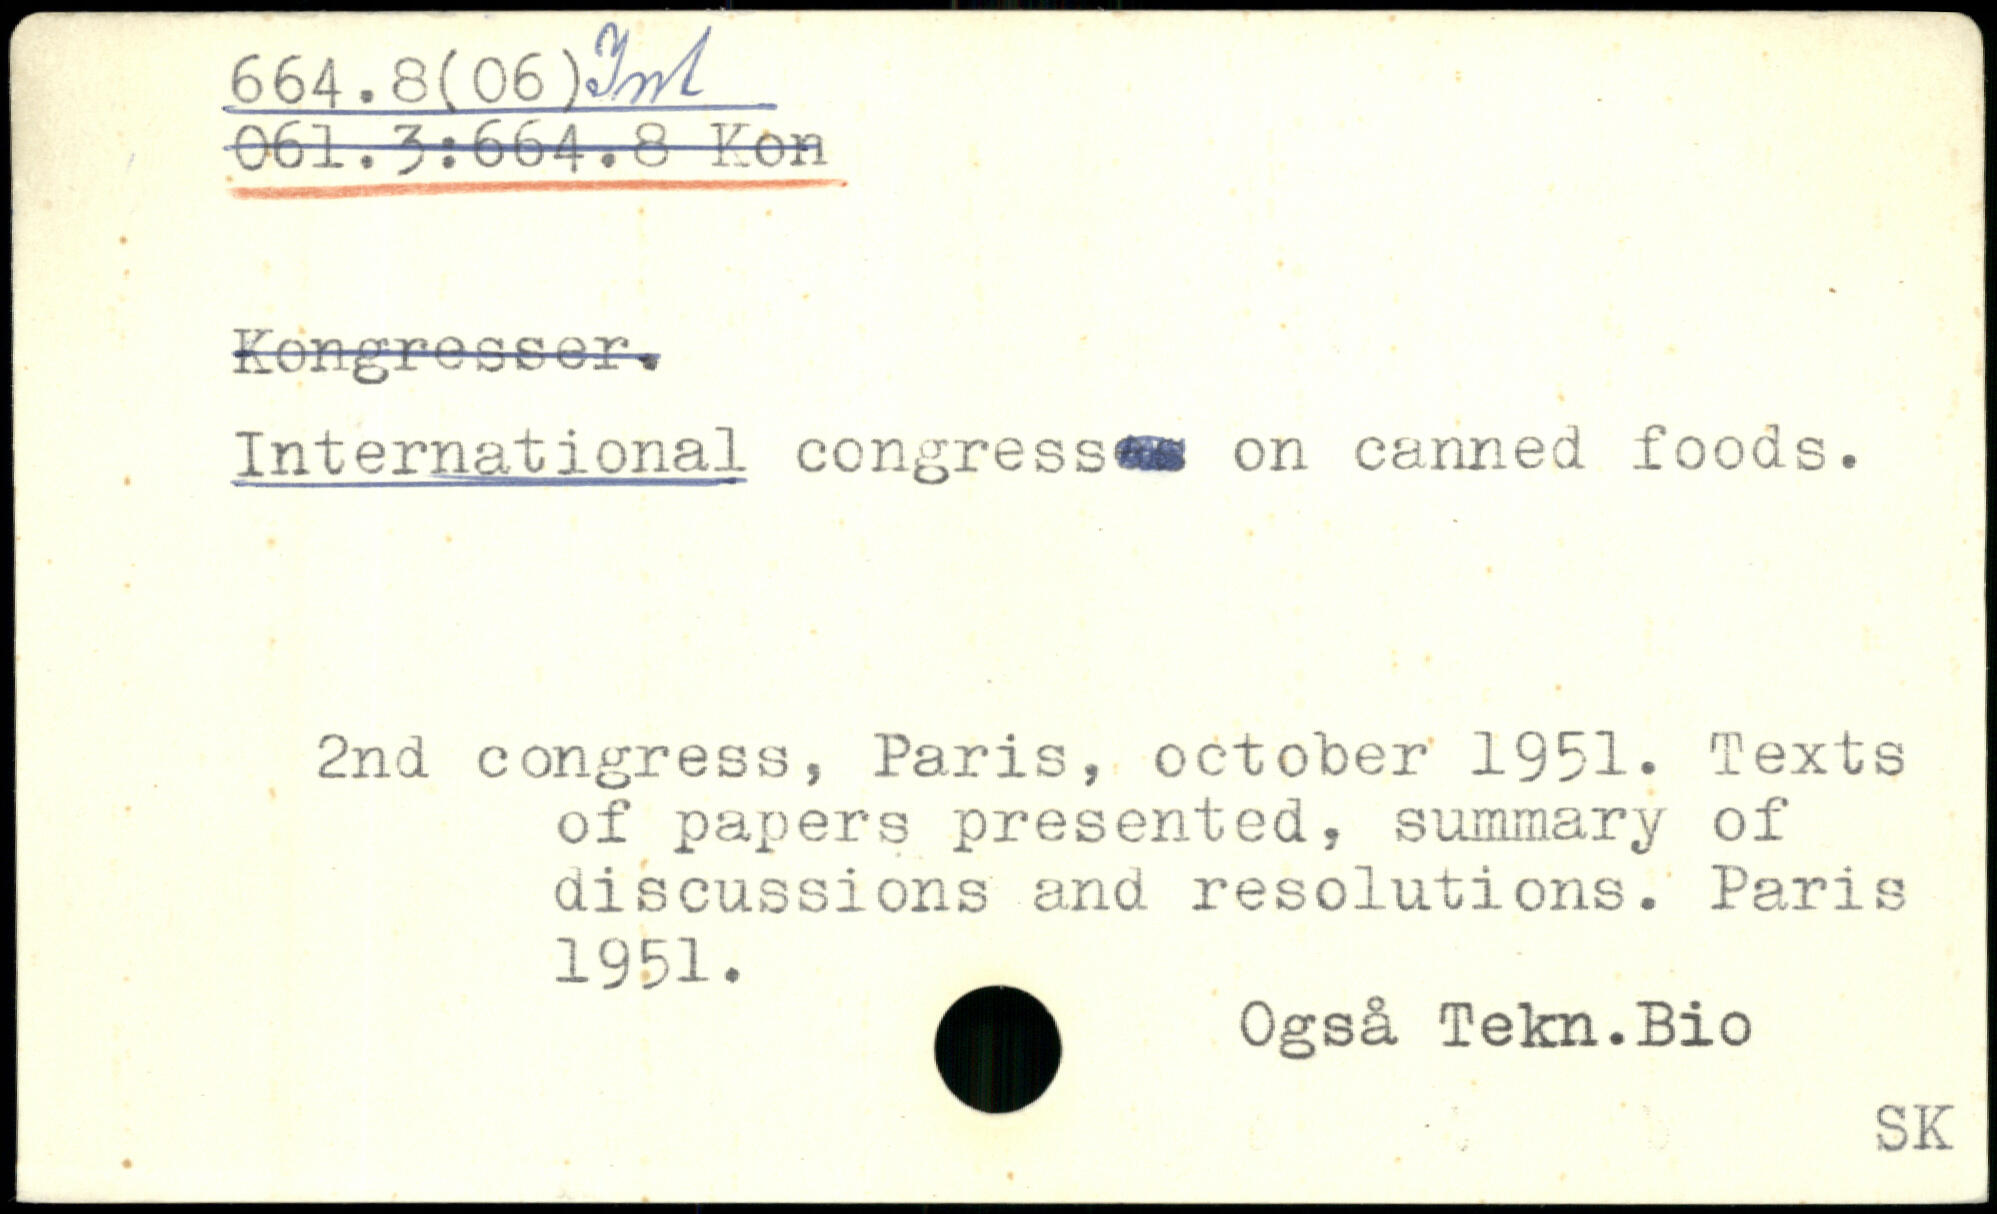 664.8(06) Int
061.3:664.8 Kon
Kongresser.
International congress on canned foods.
2nd congress, Paris, october 1951. Texts
of papers presented, summary of
discussions and resolutions. Paris
1951.
Også Tekn.Bio
SK